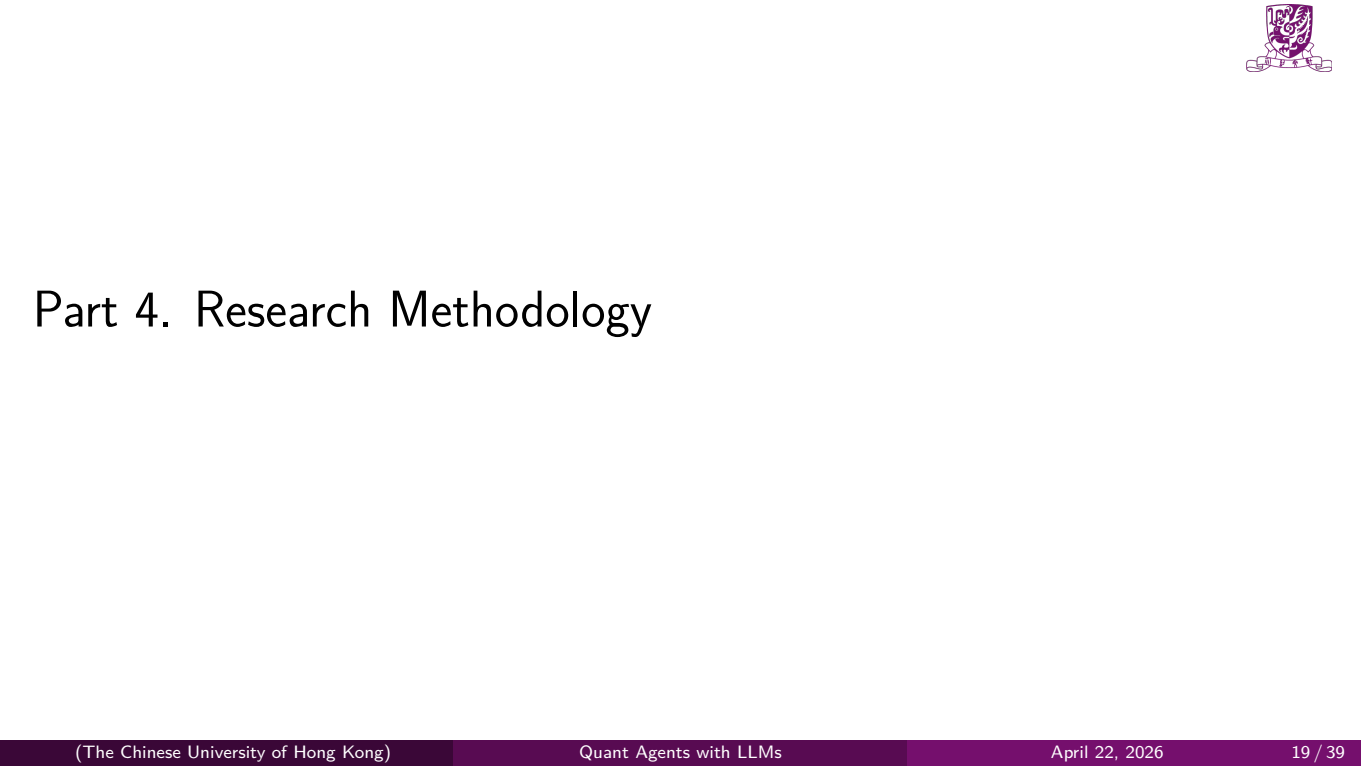 Part 4. Research Methodology
(The Chinese University of Hong Kong)
Quant Agents with LLMs
April 22, 2026
19 / 39